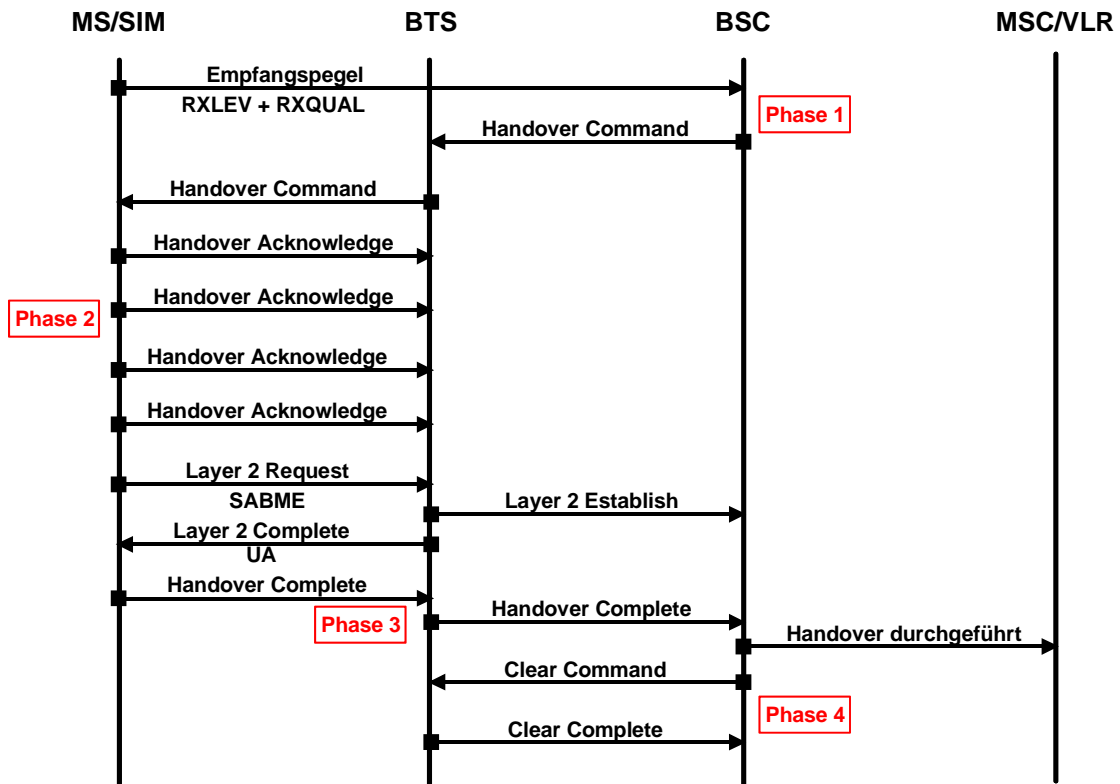 MS/SIM
BTS
BSC
MSC/VLR
Empfangspegel
RXLEV + RXQUAL
Phase 1
Handover Command
Handover Command
Handover Acknowledge
Handover Acknowledge
Phase 2
Handover Acknowledge
Handover Acknowledge
Layer 2 Request
SABME
Layer 2 Establish
Layer 2 Complete
UA
Handover Complete
Handover Complete
Phase 3
Handover durchgeführt
Clear Command
Phase 4
Clear Complete